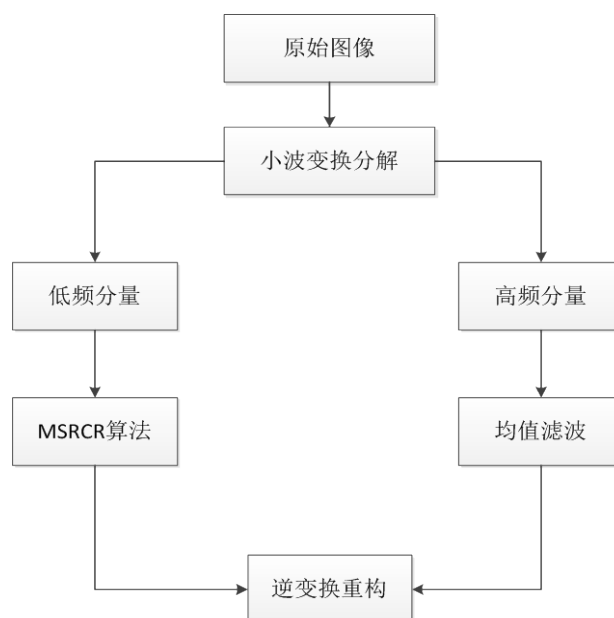 原始图像
小波变换分解
低频分量
高频分量
MSRCR算法
均值滤波
逆变换重构